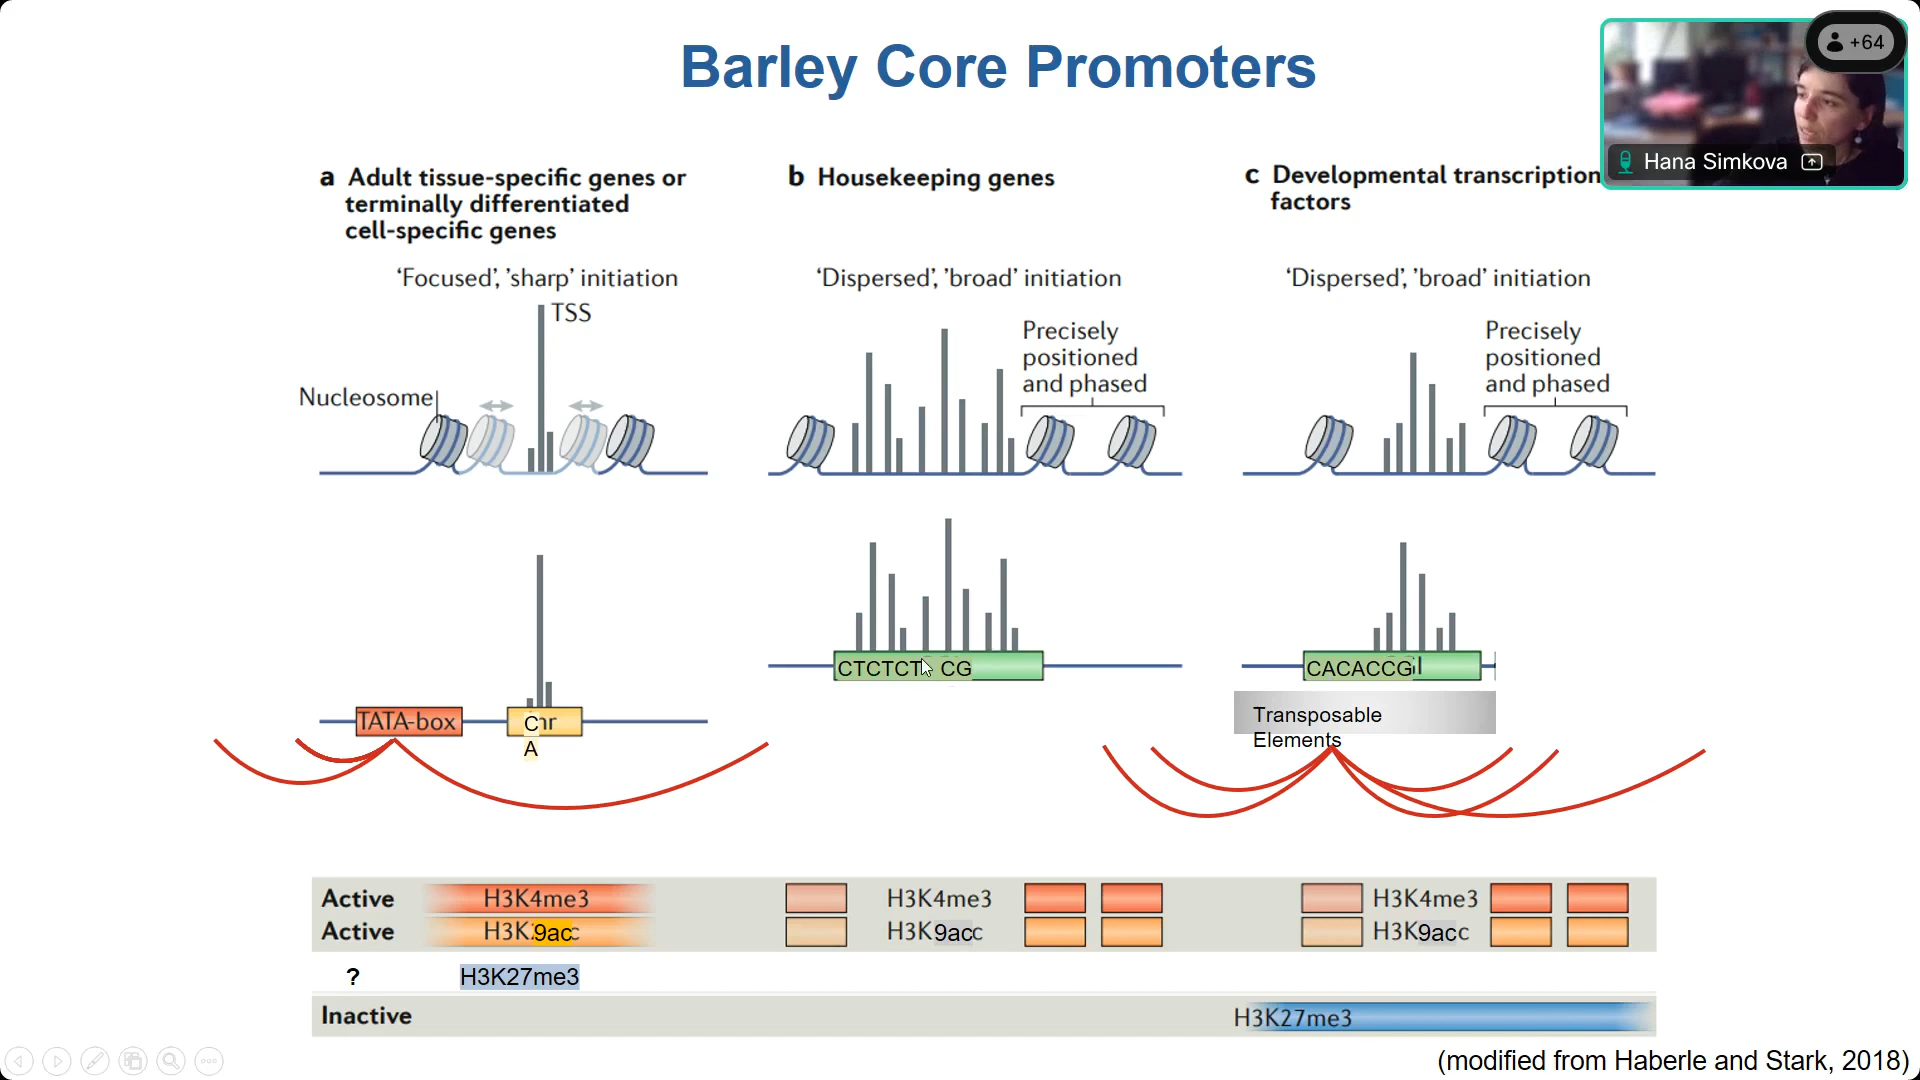 Barley Core Promoters
+64
Hana Simkova
a Adult tissue-specific genes or
terminally differentiated
cell-specific genes
b Housekeeping genes
c Developmental transcription
factors
‘Focused’, ’sharp’ initiation
‘Dispersed’, ’broad’ initiation
‘Dispersed’, ’broad’ initiation
TSS
Nucleosome
Precisely
positioned
and phased
Precisely
positioned
and phased
CTCTCT CG
CACACCG
TATA-box
C
A
Transposable
Elements
Active H3K4me3 H3K4me3 H3K4me3
Active H3K9ac H3K9ac H3K9ac
? H3K27me3
Inactive H3K27me3
(modified from Haberle and Stark, 2018)